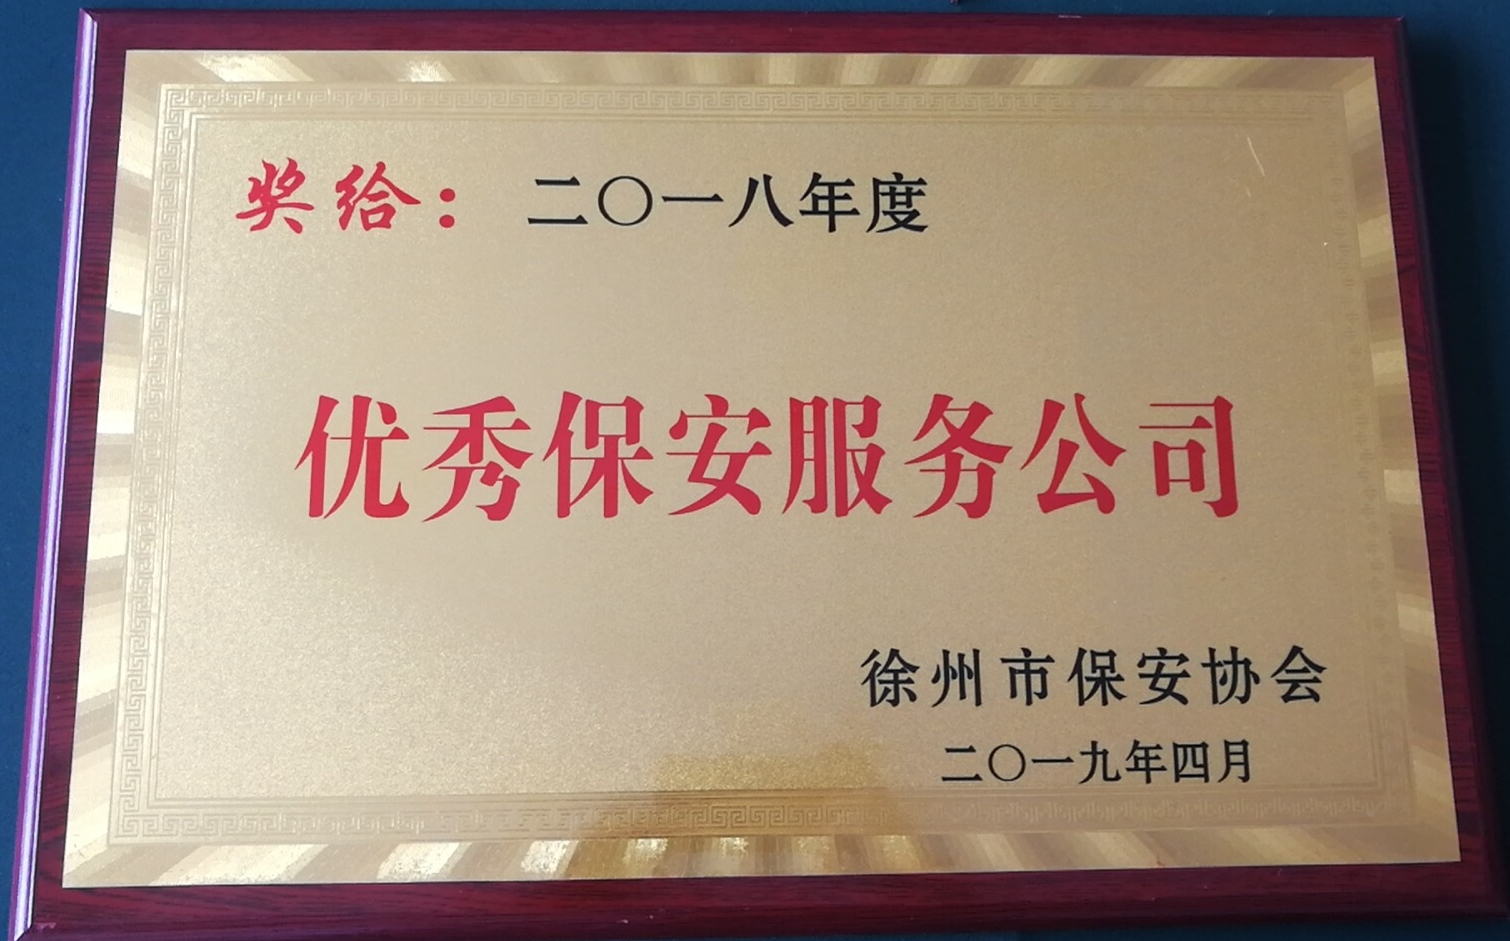 奖给：二〇一八年度
优秀保安服务公司
徐州市保安协会
二〇一九年四月